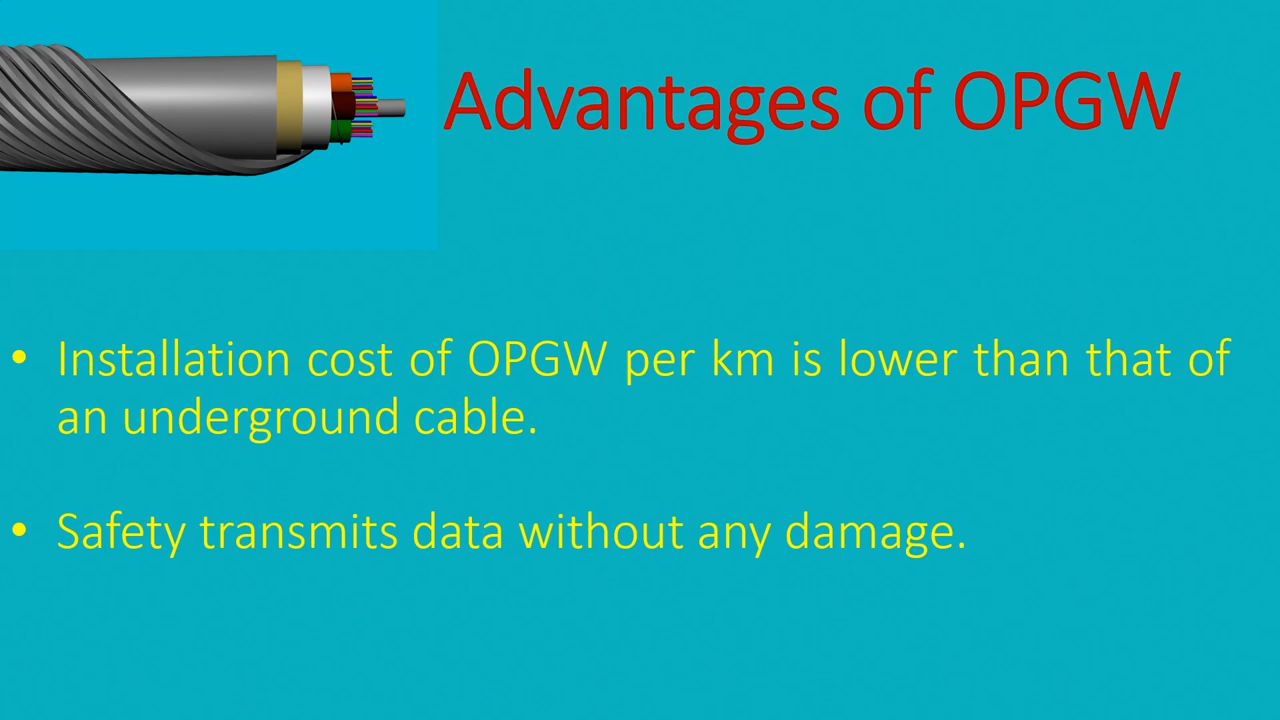 Advantages of OPGW
• Installation cost of OPGW per km is lower than that of
an underground cable.
• Safety transmits data without any damage.